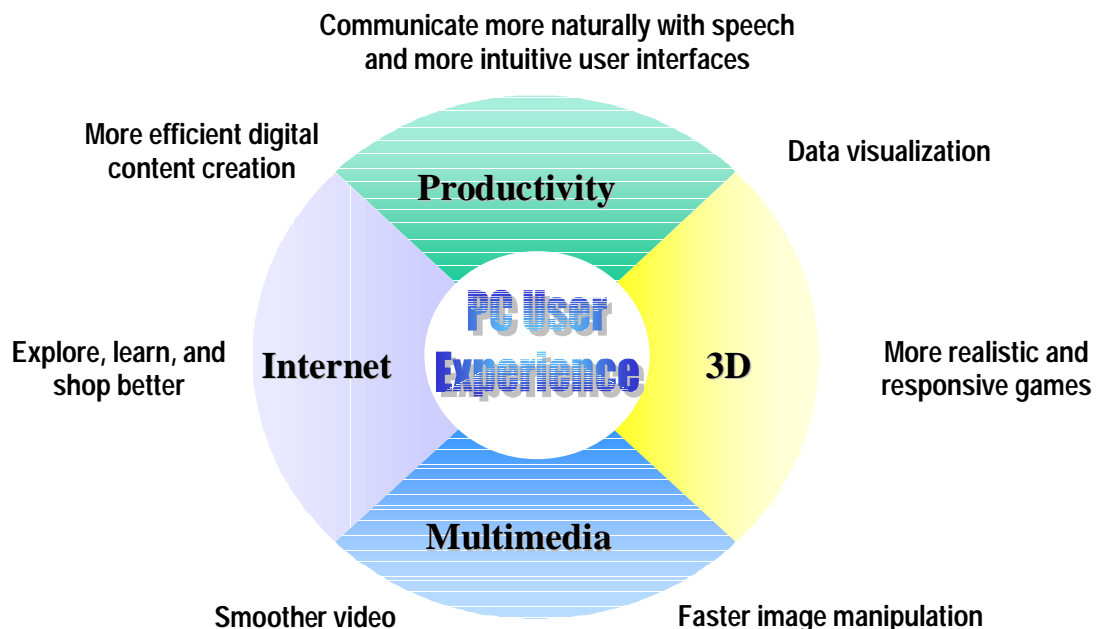 Communicate more naturally with speech
and more intuitive user interfaces
More efficient digital
content creation
Data visualization
Productivity
PC User
Experience
Explore, learn, and
shop better
Internet
3D
More realistic and
responsive games
Multimedia
Smoother video
Faster image manipulation